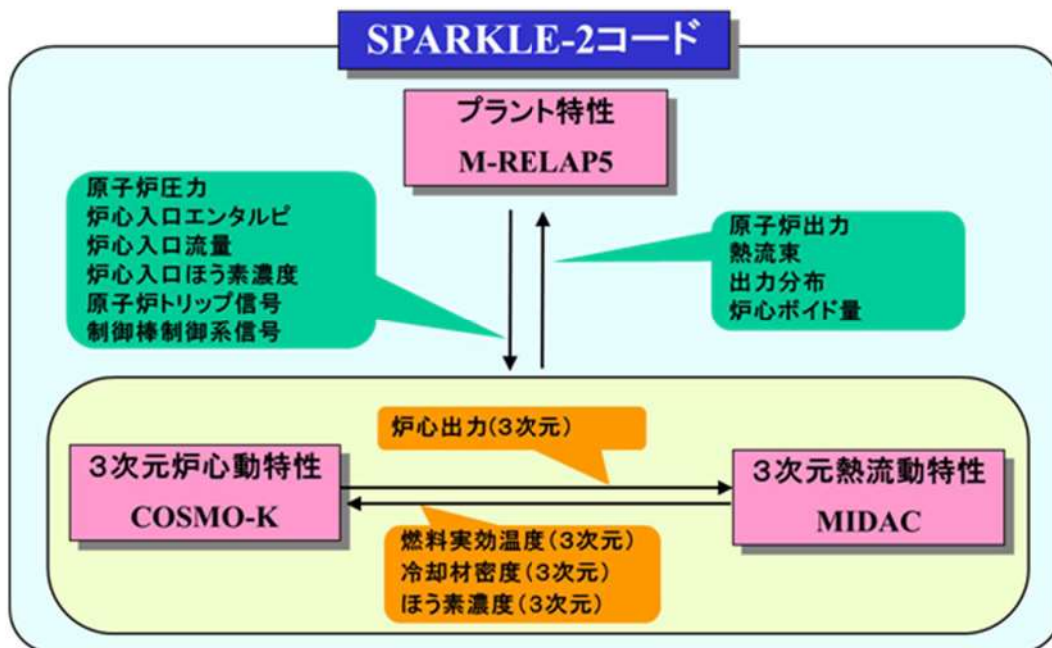 SPARKLE-2コード
プラント特性
M-RELAP5
原子炉圧力
炉心入口エンタルピ
炉心入口流量
炉心入口ほう素濃度
原子炉トリップ信号
制御棒制御系信号
原子炉出力
熱流束
出力分布
炉心ボイド量
炉心出力(3次元)
3次元炉心動特性
COSMO-K
3次元熱流動特性
MIDAC
燃料実効温度(3次元)
冷却材密度(3次元)
ほう素濃度(3次元)